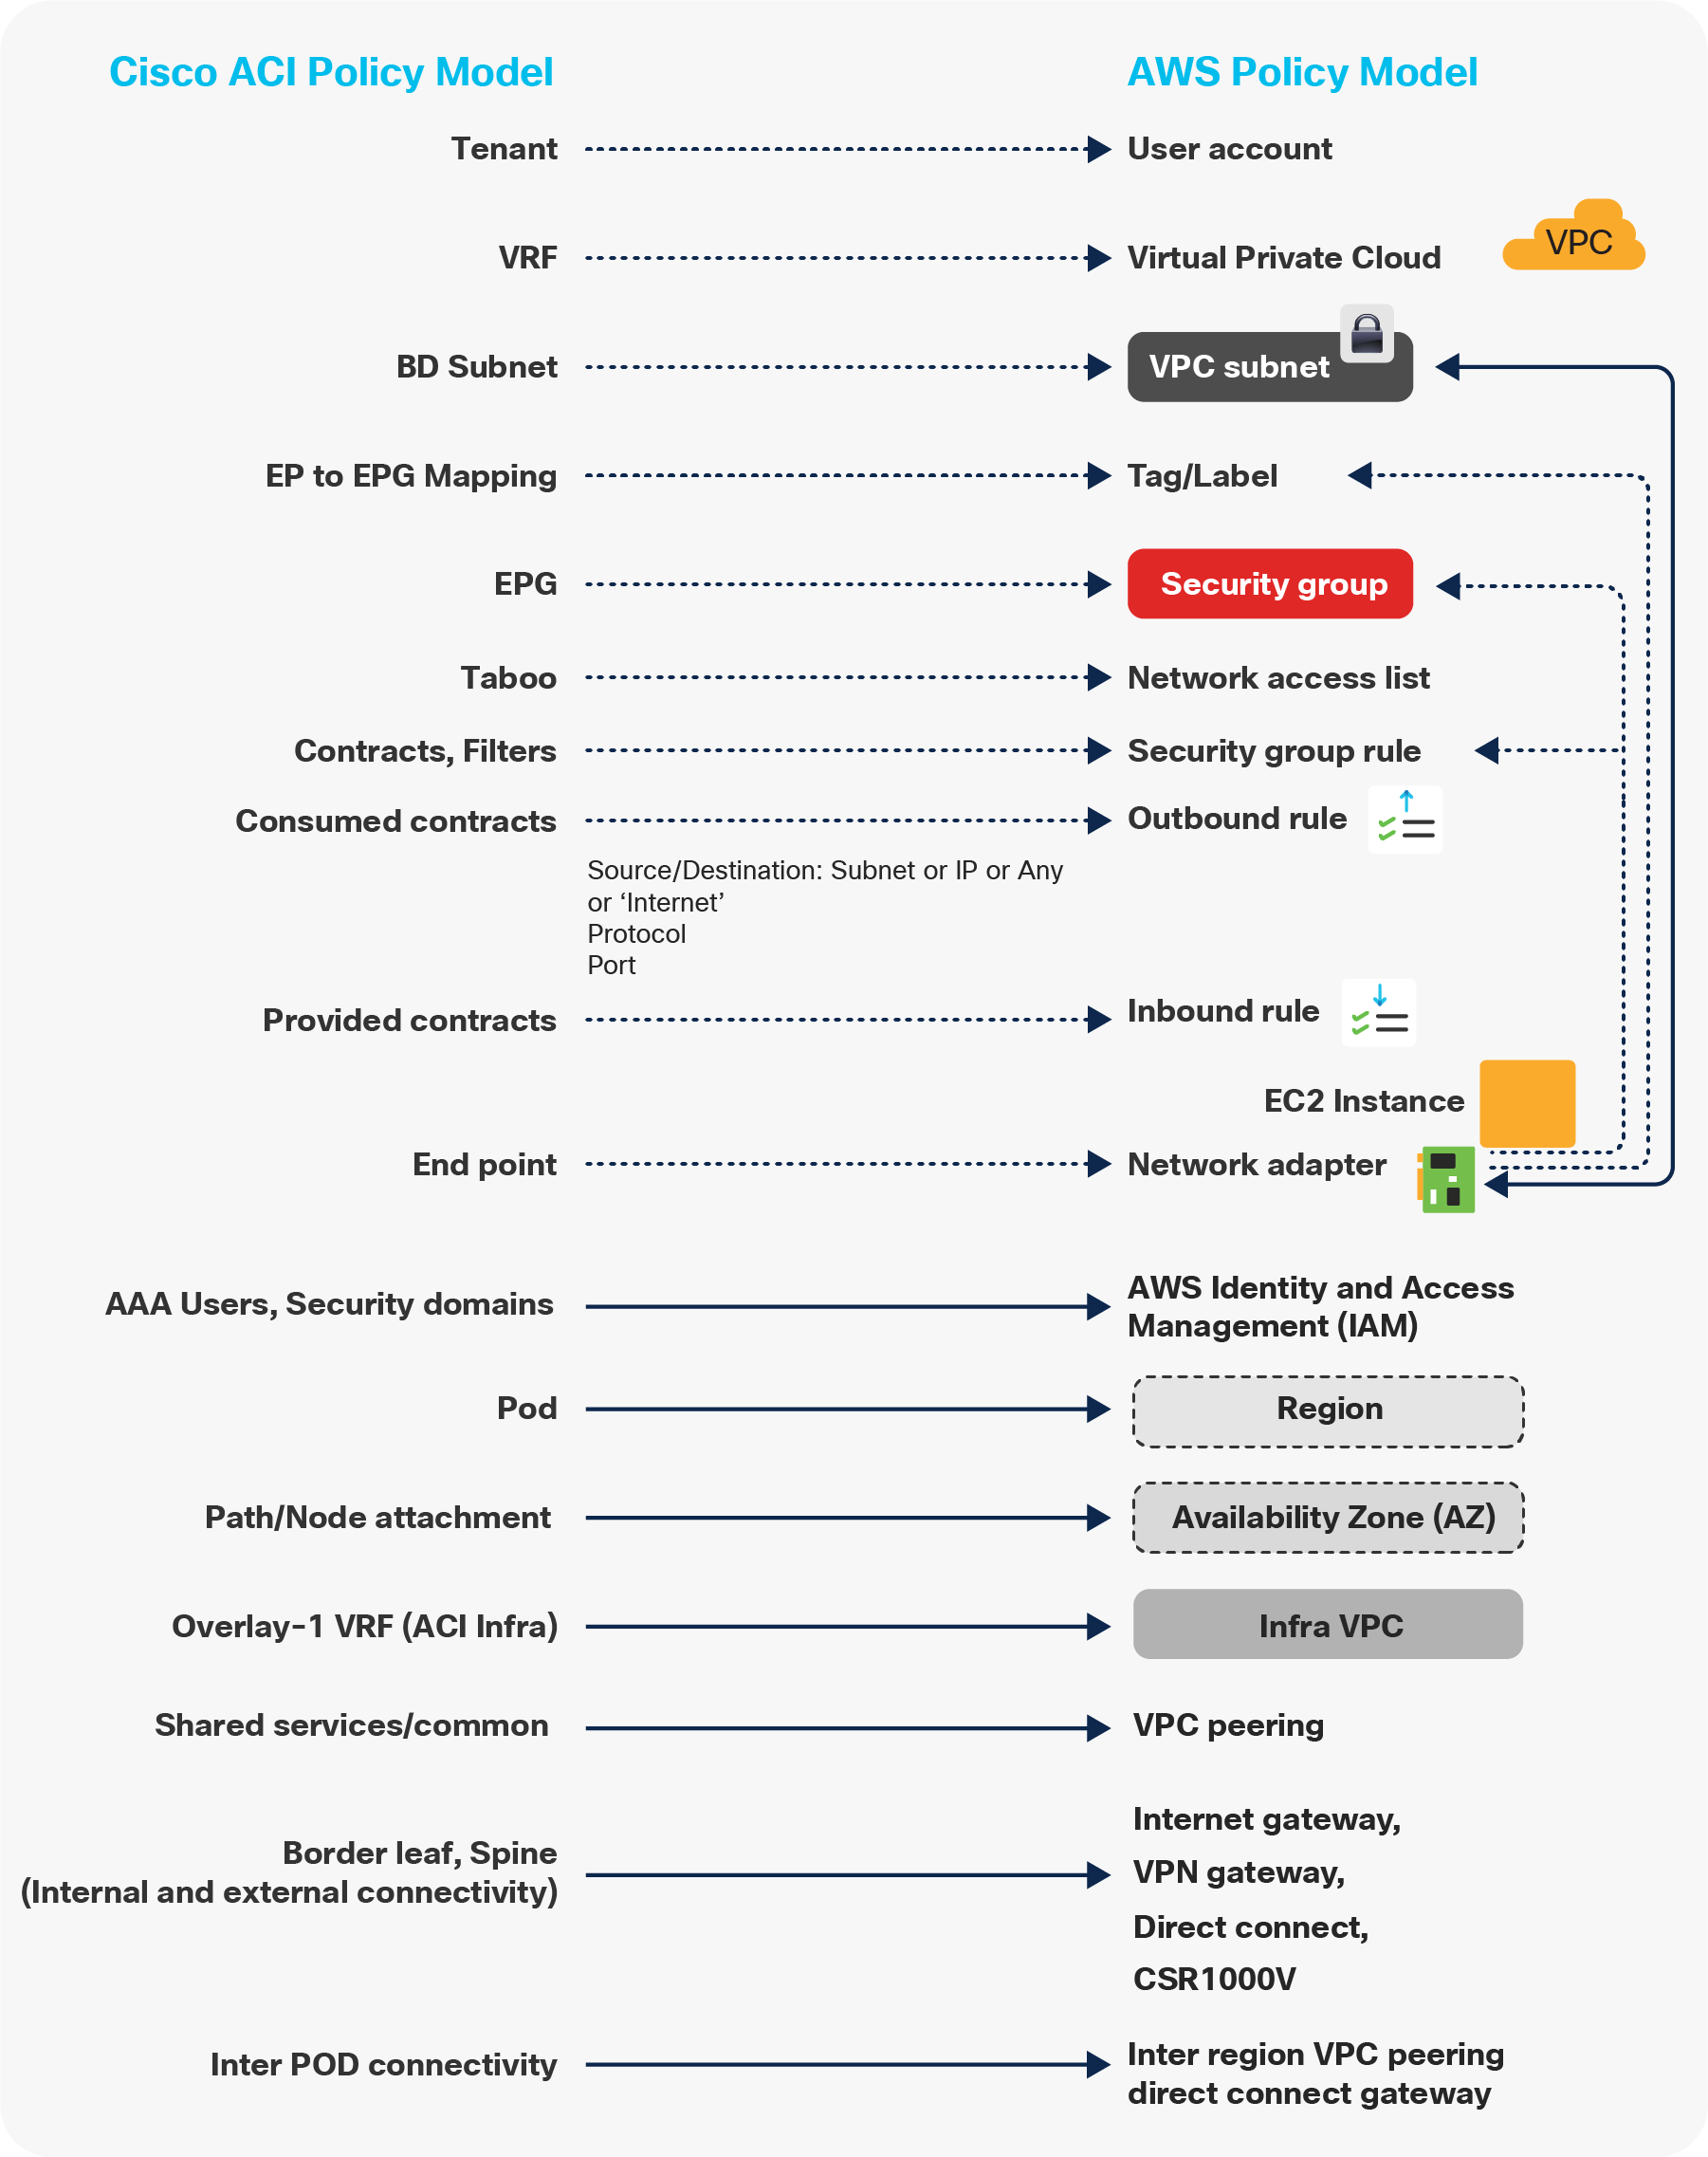 Cisco ACI Policy Model
AWS Policy Model
Tenant
User account
VRF
Virtual Private Cloud
VPC
BD Subnet
VPC subnet
EP to EPG Mapping
Tag/Label
EPG
Security group
Taboo
Network access list
Contracts, Filters
Security group rule
Consumed contracts
Outbound rule
Source/Destination: Subnet or IP or Any
or ‘Internet’
Protocol
Port
Provided contracts
Inbound rule
EC2 Instance
End point
Network adapter
AAA Users, Security domains
AWS Identity and Access
Management (IAM)
Pod
Region
Path/Node attachment
Availability Zone (AZ)
Overlay-1 VRF (ACI Infra)
Infra VPC
Shared services/common
VPC peering
Border leaf, Spine
(Internal and external connectivity)
Internet gateway,
VPN gateway,
Direct connect,
CSR1000V
Inter POD connectivity
Inter region VPC peering
direct connect gateway